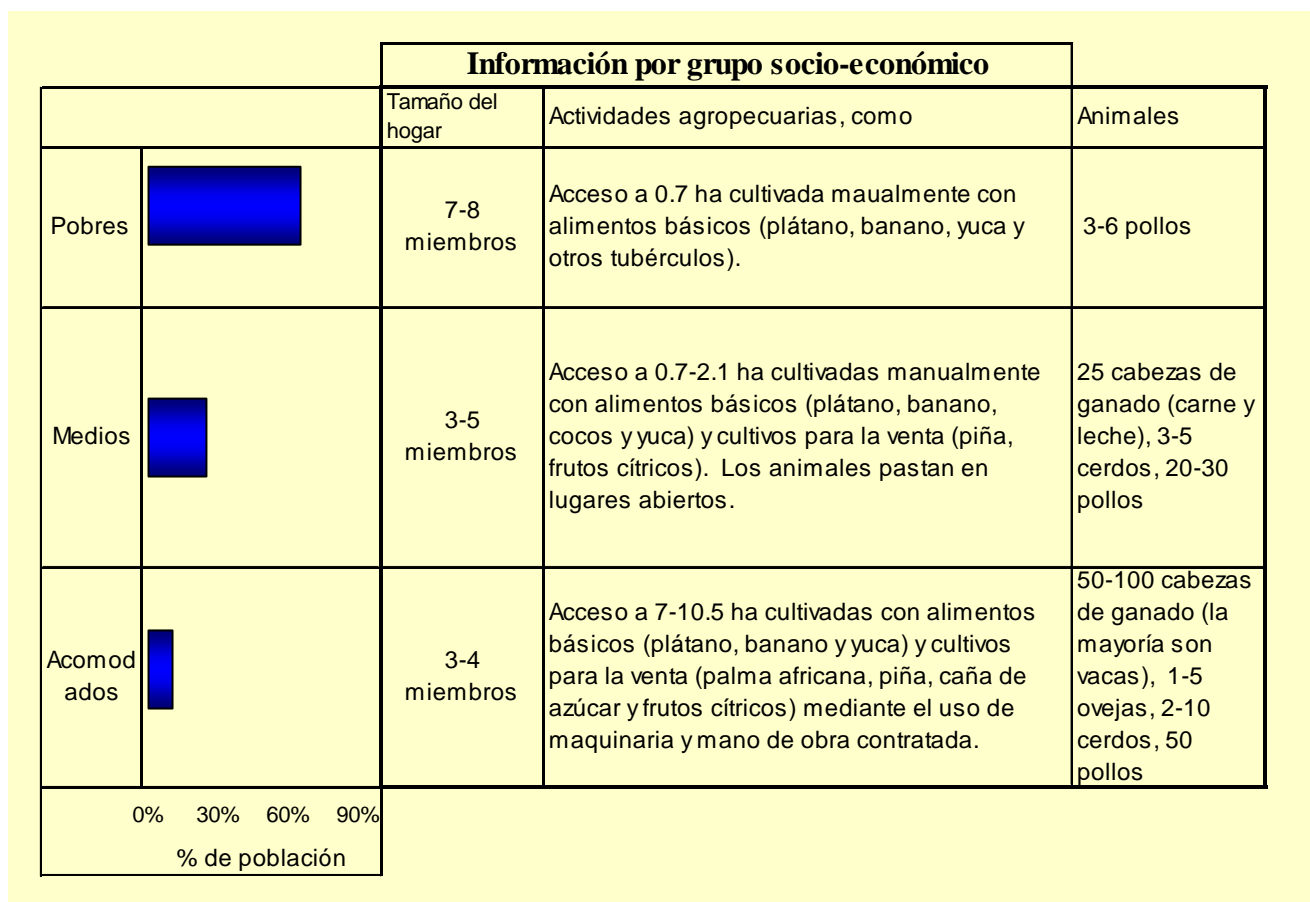 Información por grupo socio-económico
Tamaño del
hogar
Actividades agropecuarias, como
Animales
Pobres
7-8
miembros
Acceso a 0.7 ha cultivada maualmente con
alimentos básicos (plátano, banano, yuca y
otros tubérculos).
3-6 pollos
Medios
3-5
miembros
Acceso a 0.7-2.1 ha cultivadas manualmente
con alimentos básicos (plátano, banano,
cocos y yuca) y cultivos para la venta (piña,
frutos cítricos).  Los animales pastan en
lugares abiertos.
25 cabezas de
ganado (carne y
leche), 3-5
cerdos, 20-30
pollos
Acomod
ados
3-4
miembros
Acceso a 7-10.5 ha cultivadas con alimentos
básicos (plátano, banano y yuca) y cultivos
para la venta (palma africana, piña, caña de
azúcar y frutos cítricos) mediante el uso de
maquinaria y mano de obra contratada.
50-100 cabezas
de ganado (la
mayoría son
vacas),  1-5
ovejas, 2-10
cerdos, 50
pollos
0% 30% 60% 90%
% de población